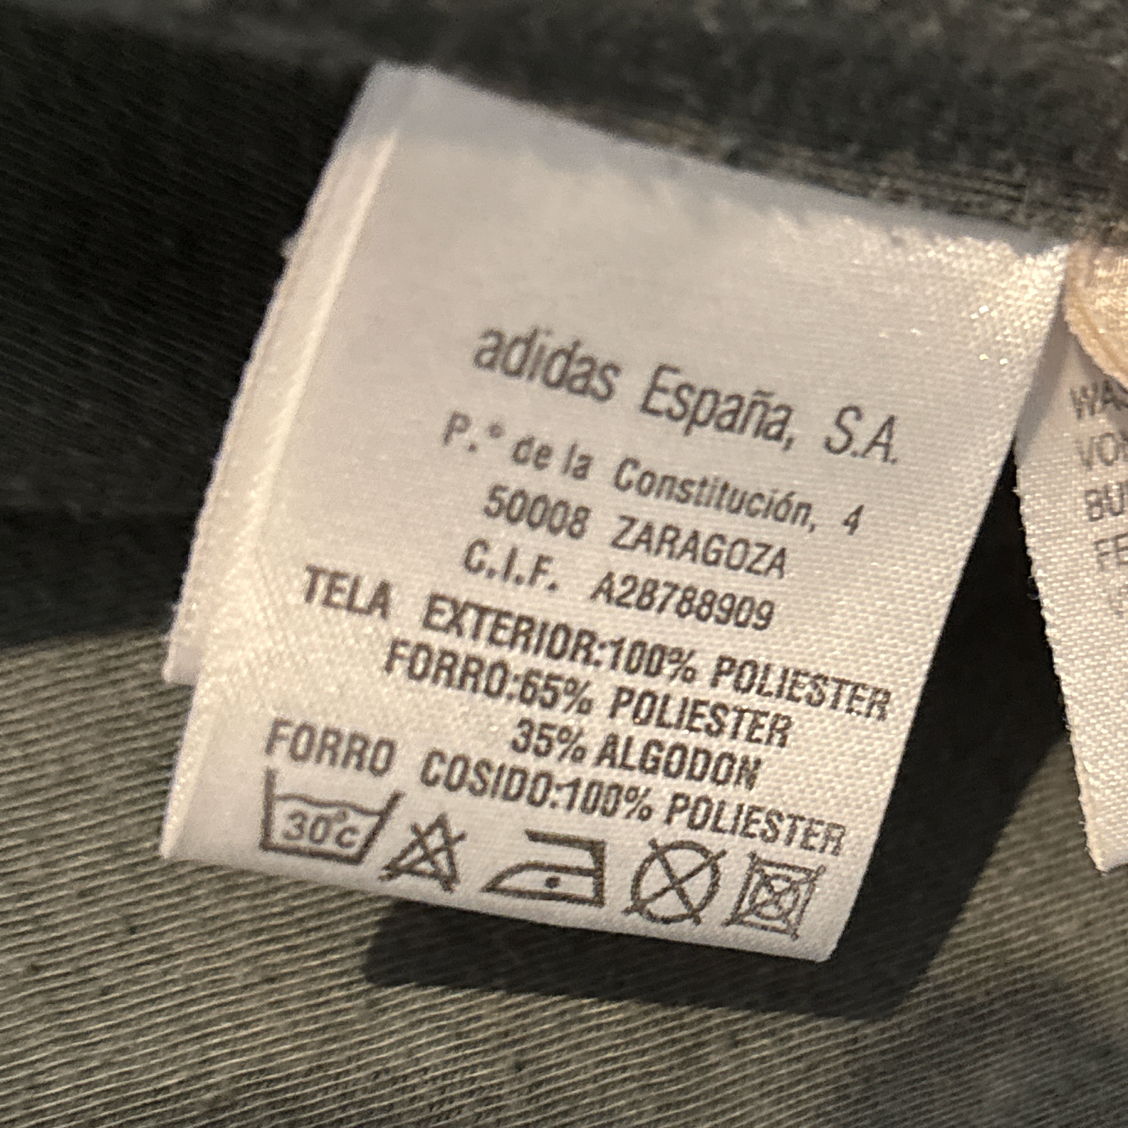 adidas España, S.A.
P.º de la Constitución, 4
50008 ZARAGOZA
C.I.F. A28788909
TELA EXTERIOR:100% POLIESTER
FORRO:65% POLIESTER
35% ALGODON
FORRO COSIDO:100% POLIESTER
30°c